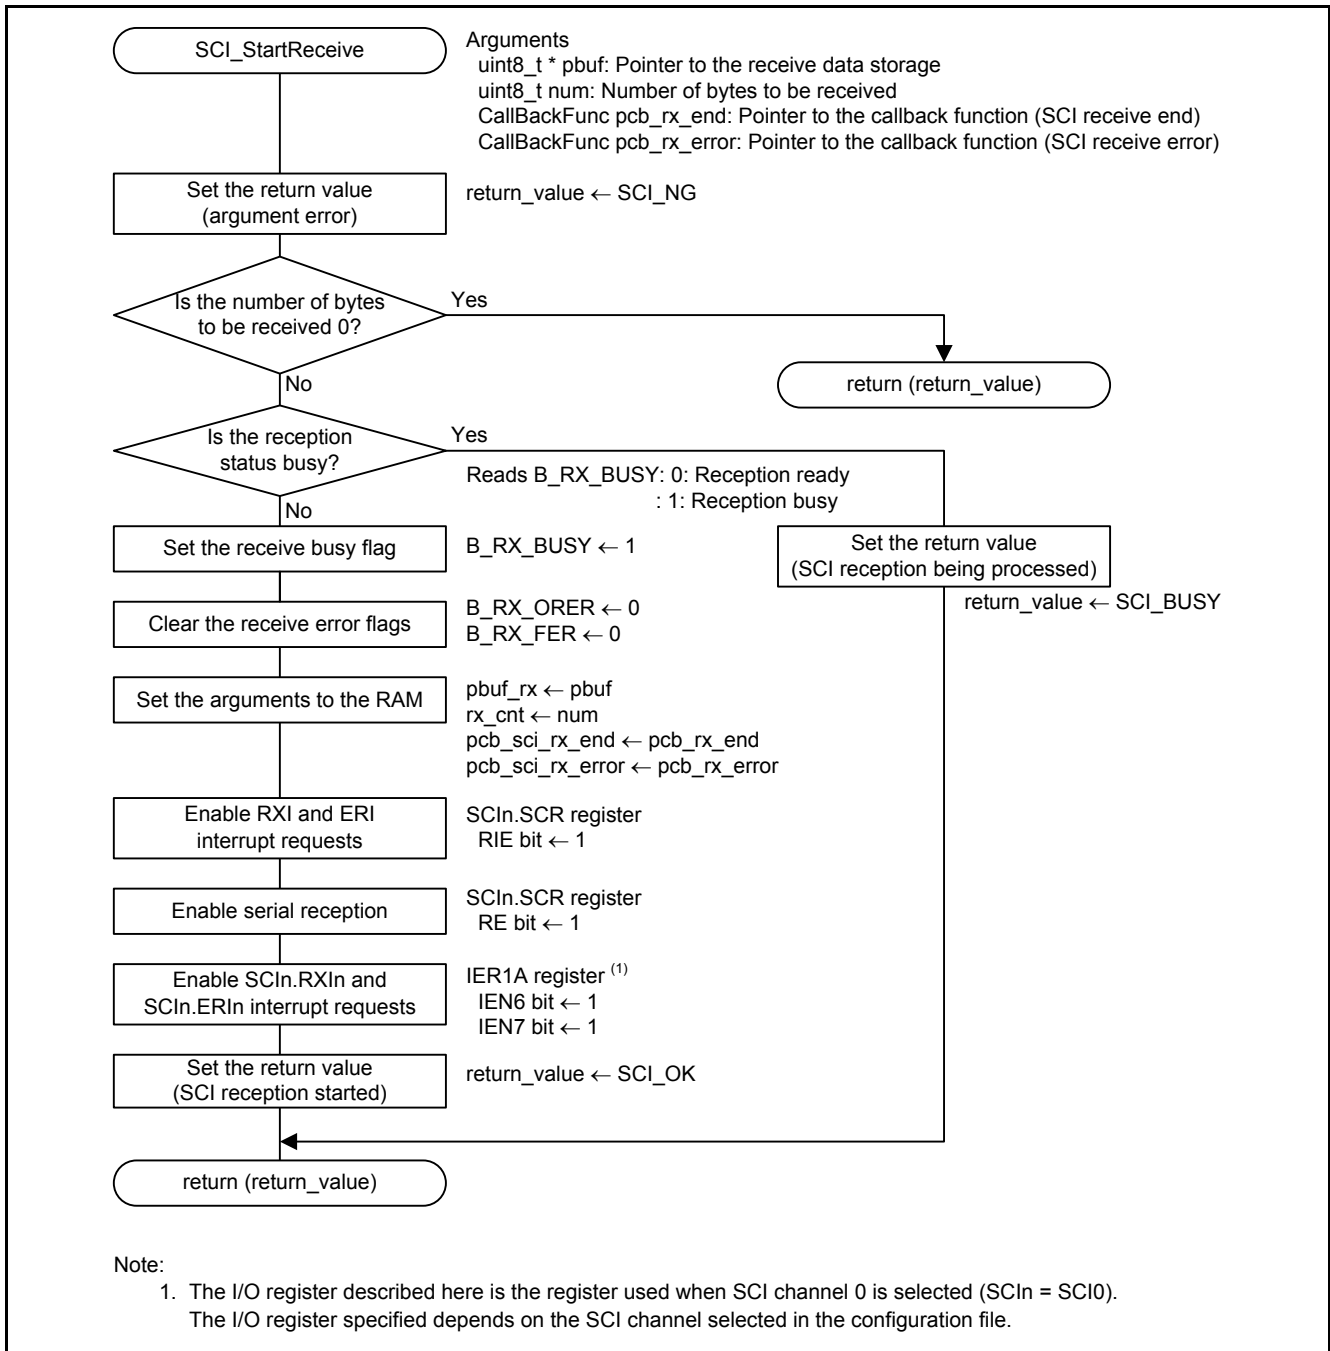 SCI_StartReceive
Arguments
uint8_t * pbuf: Pointer to the receive data storage
uint8_t num: Number of bytes to be received
CallBackFunc pcb_rx_end: Pointer to the callback function (SCI receive end)
CallBackFunc pcb_rx_error: Pointer to the callback function (SCI receive error)
Set the return value
(argument error)
return_value ← SCI_NG
Is the number of bytes
to be received 0?
Yes
return (return_value)
No
Is the reception
status busy?
Yes
Reads B_RX_BUSY: 0: Reception ready
: 1: Reception busy
No
Set the receive busy flag
B_RX_BUSY ← 1
Set the return value
(SCI reception being processed)
return_value ← SCI_BUSY
Clear the receive error flags
B_RX_ORER ← 0
B_RX_FER ← 0
Set the arguments to the RAM
pbuf_rx ← pbuf
rx_cnt ← num
pcb_sci_rx_end ← pcb_rx_end
pcb_sci_rx_error ← pcb_rx_error
Enable RXI and ERI
interrupt requests
SCIn.SCR register
RIE bit ← 1
Enable serial reception
SCIn.SCR register
RE bit ← 1
Enable SCIn.RXIn and
SCIn.ERIn interrupt requests
IER1A register (1)
IEN6 bit ← 1
IEN7 bit ← 1
Set the return value
(SCI reception started)
return_value ← SCI_OK
return (return_value)
Note:
1. The I/O register described here is the register used when SCI channel 0 is selected (SCIn = SCI0).
The I/O register specified depends on the SCI channel selected in the configuration file.